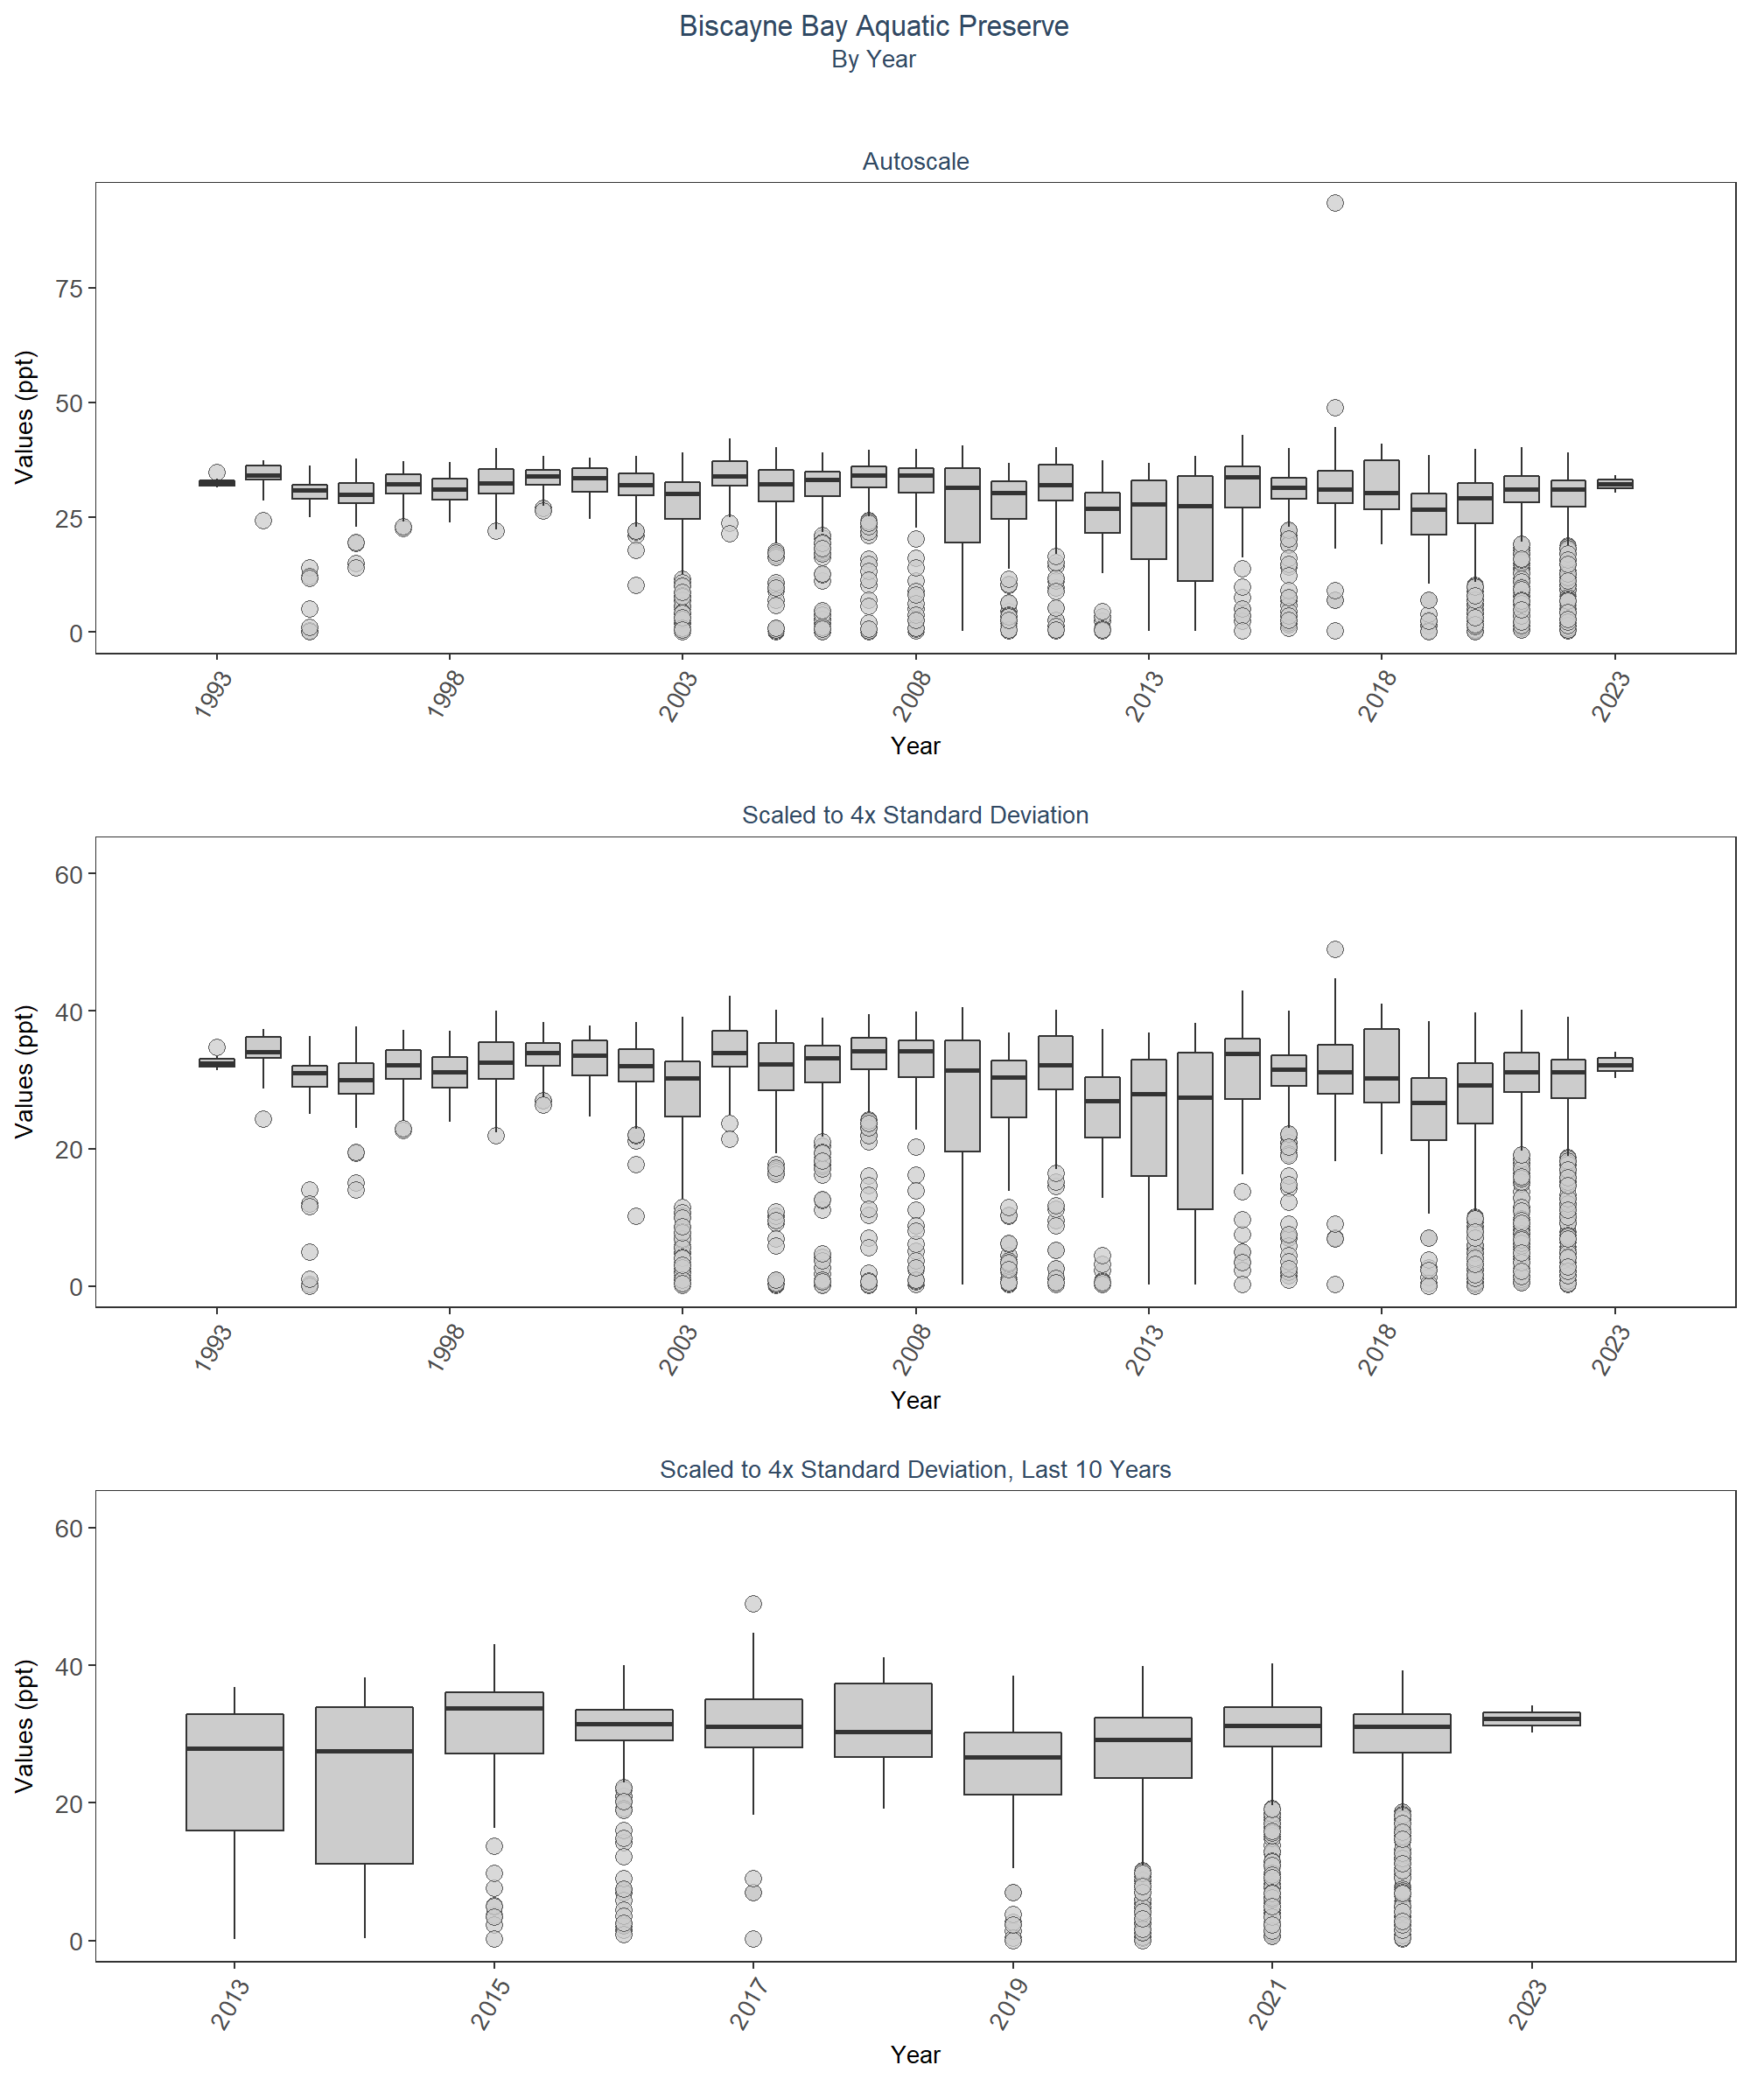 Biscayne Bay Aquatic Preserve
By Year
Autoscale
Values (ppt)
75
50
25
0
1993 1998 2003 2008 2013 2018 2023
Year
Scaled to 4x Standard Deviation
Values (ppt)
60
40
20
0
1993 1998 2003 2008 2013 2018 2023
Year
Scaled to 4x Standard Deviation, Last 10 Years
Values (ppt)
60
40
20
0
2013 2015 2017 2019 2021 2023
Year